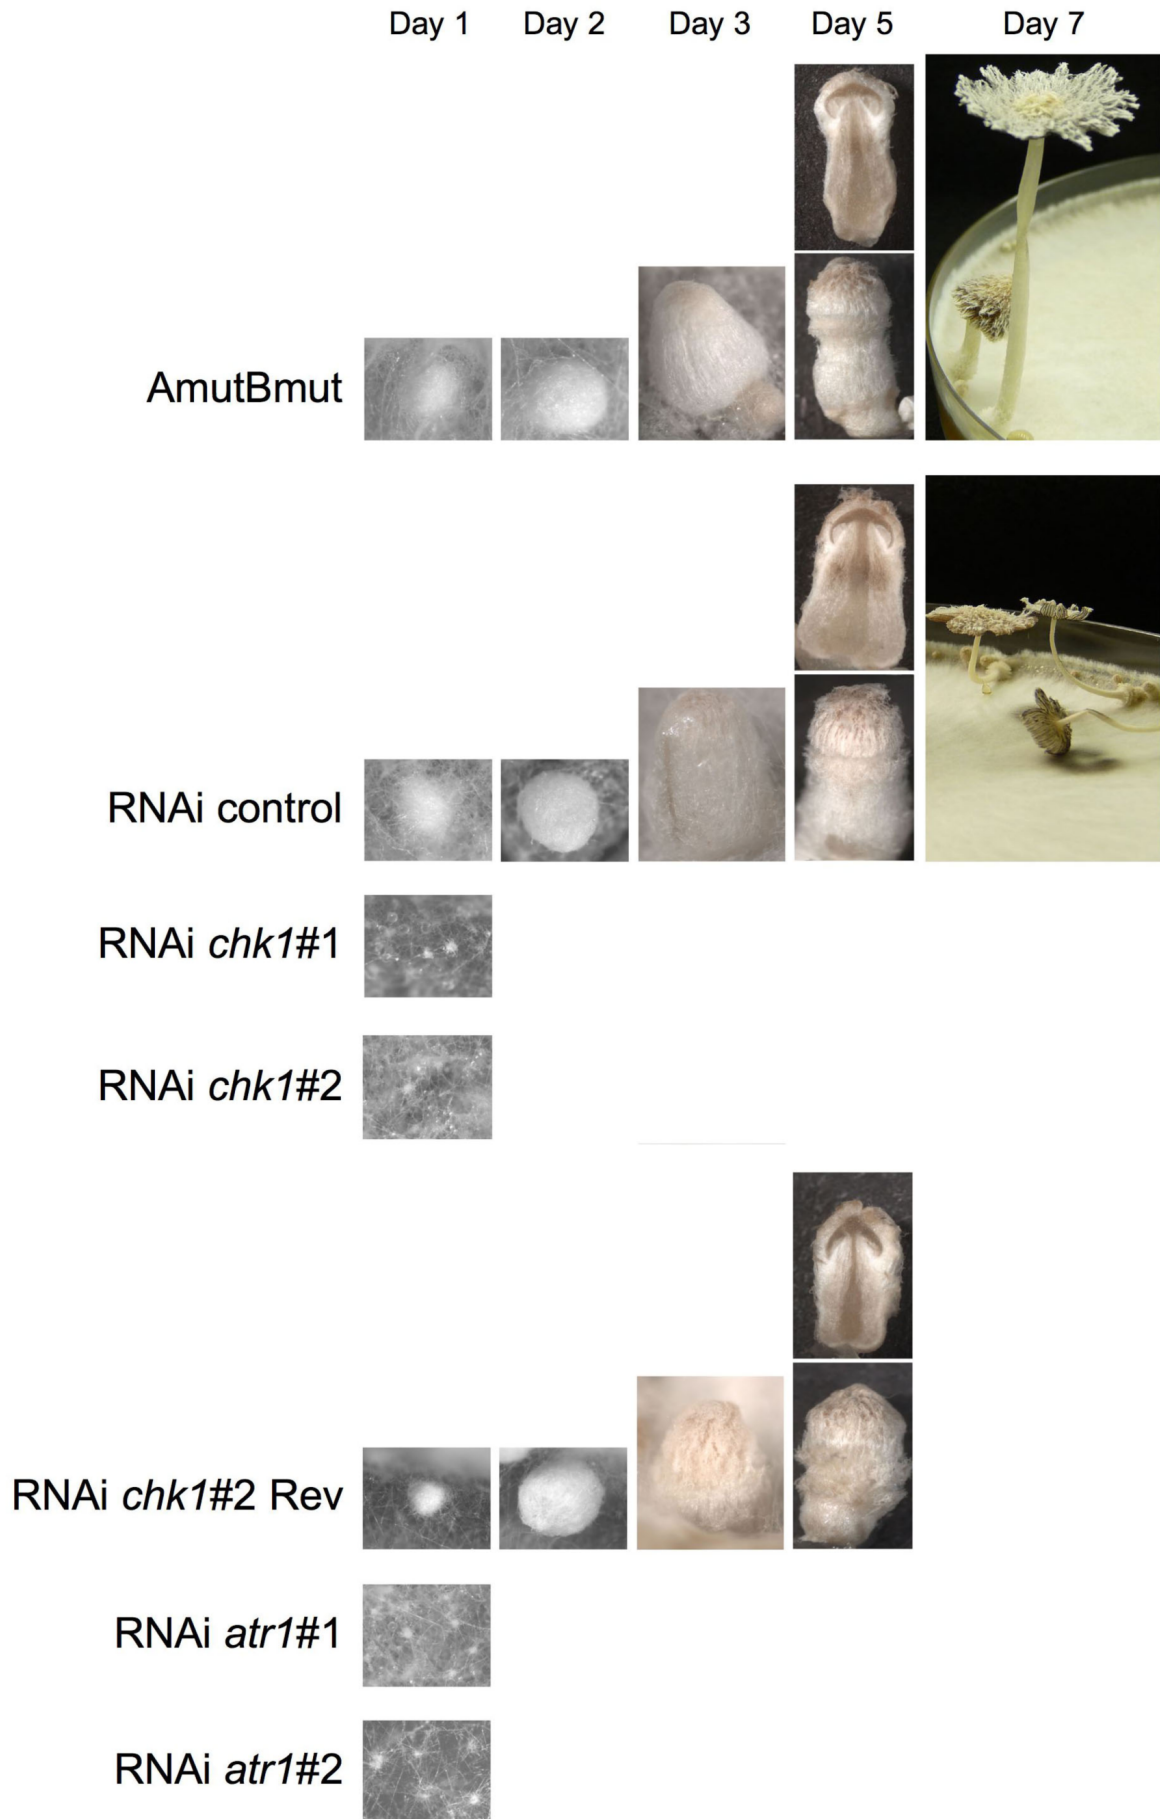 Day 1 Day 2 Day 3 Day 5 Day 7
AmutBmut
RNAi control
RNAi chk1#1
RNAi chk1#2
RNAi chk1#2 Rev
RNAi atr1#1
RNAi atr1#2